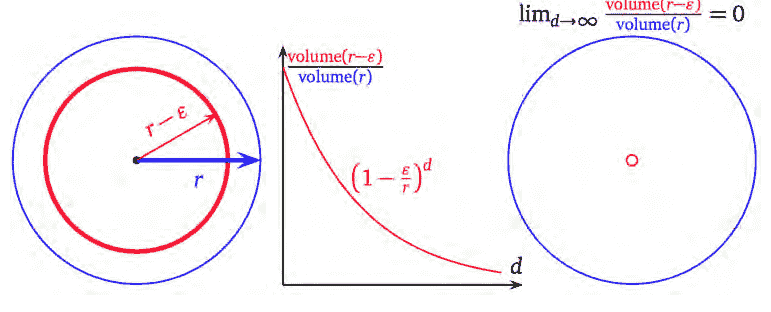 r − ε
r
volume(r−ε)
volume(r)
(1 − ε/r)^d
d
lim_{d→∞} volume(r−ε)/volume(r) = 0